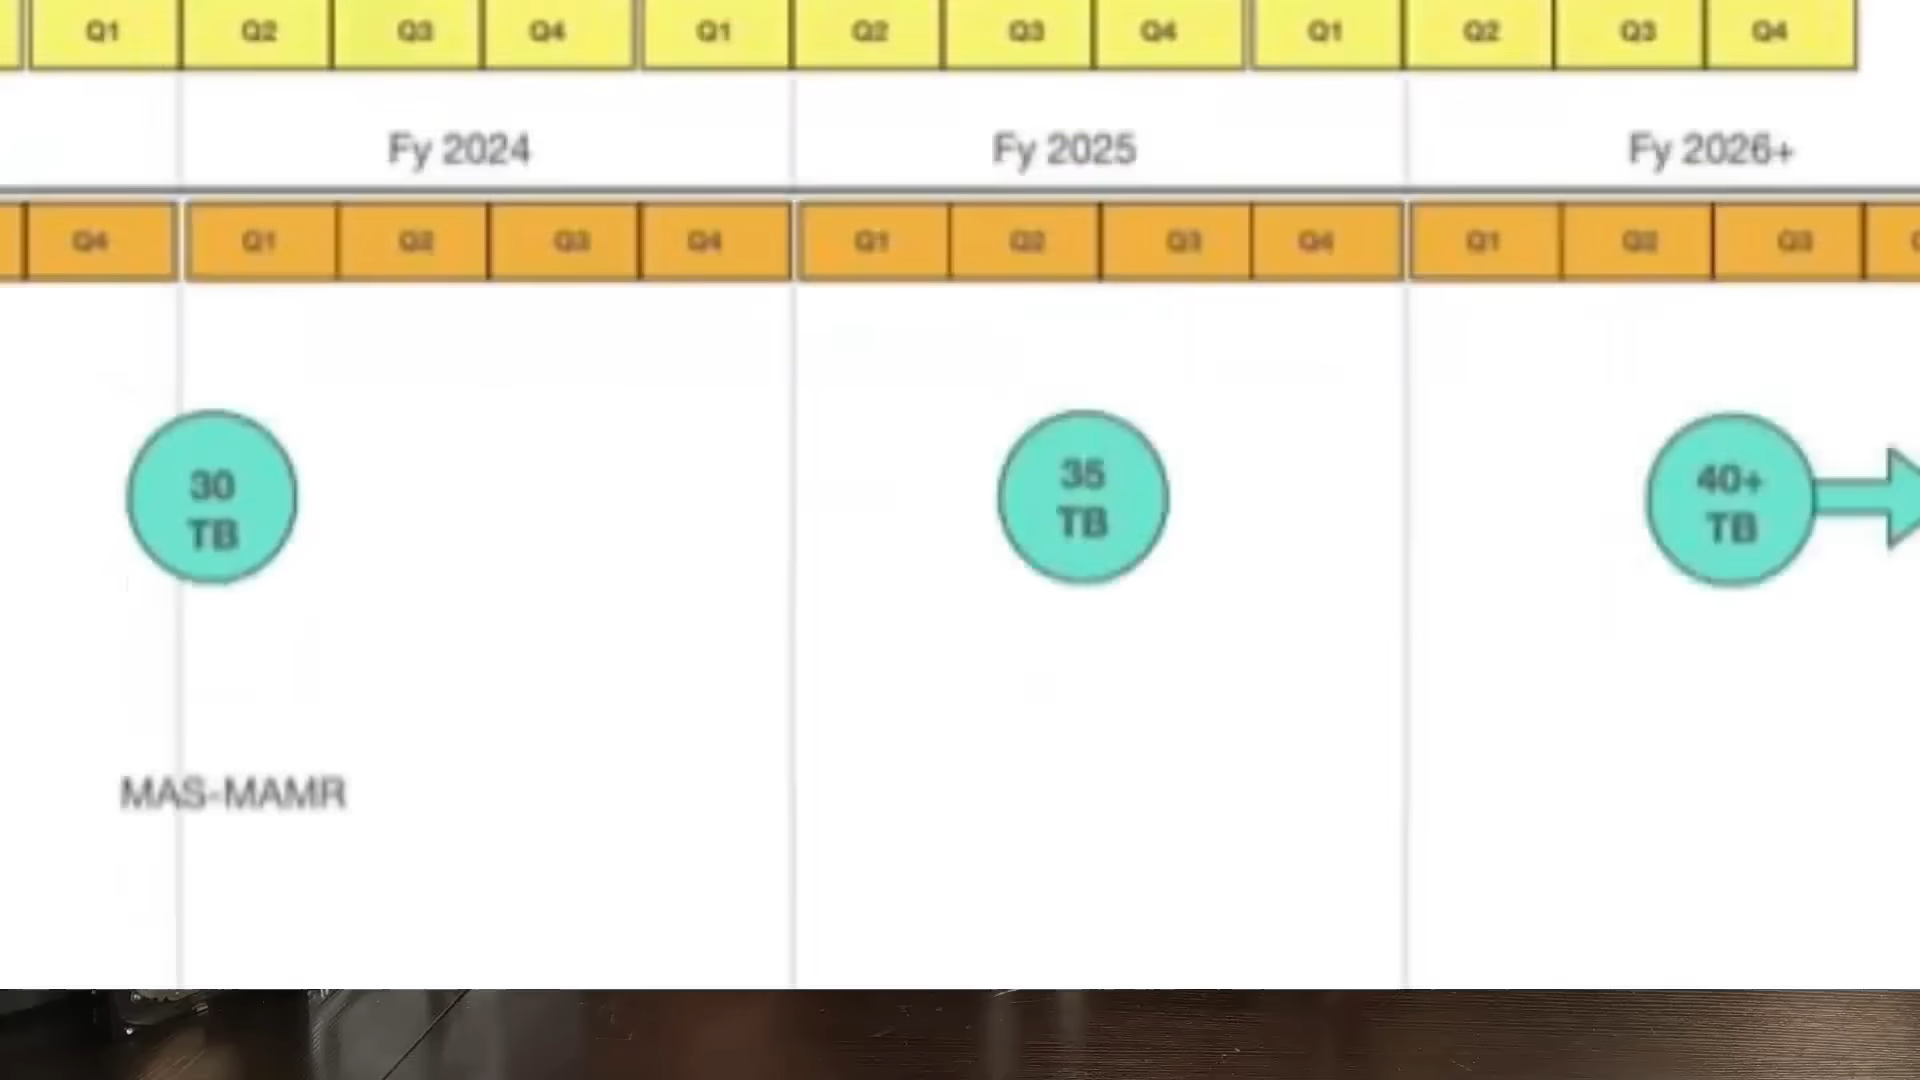 Q1 Q2 Q3 Q4 Q1 Q2 Q3 Q4 Q1 Q2 Q3 Q4
Fy 2024 Fy 2025 Fy 2026+
Q4 Q1 Q2 Q3 Q4 Q1 Q2 Q3 Q4 Q1 Q2 Q3
30
TB
35
TB
40+
TB
MAS-MAMR